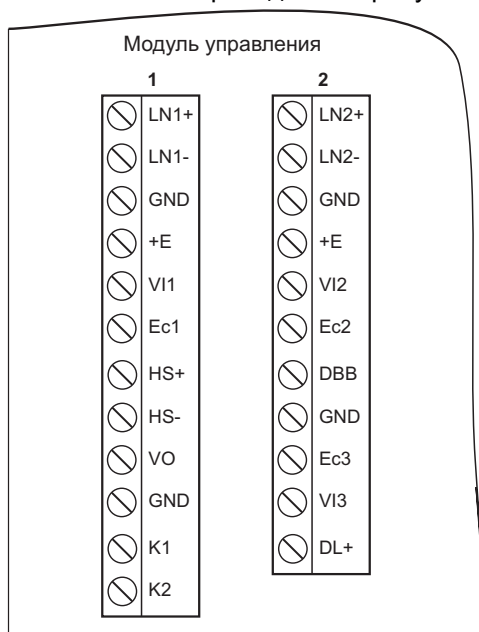 Модуль управления
1
LN1+
LN1-
GND
+E
VI1
Ec1
HS+
HS-
VO
GND
K1
K2
2
LN2+
LN2-
GND
+E
VI2
Ec2
DBB
GND
Ec3
VI3
DL+